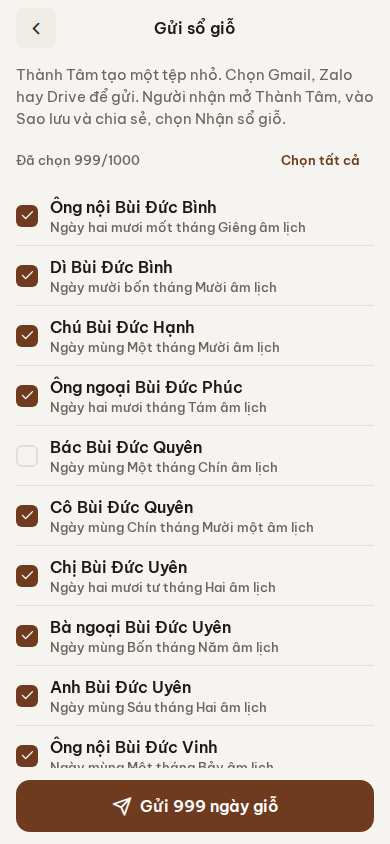 Gửi sổ giỗ
Thành Tâm tạo một tệp nhỏ. Chọn Gmail, Zalo
hay Drive để gửi. Người nhận mở Thành Tâm, vào
Sao lưu và chia sẻ, chọn Nhận sổ giỗ.
Đã chọn 999/1000
Chọn tất cả
Ông nội Bùi Đức Bình
Ngày hai mươi mốt tháng Giêng âm lịch
Dì Bùi Đức Bình
Ngày mười bốn tháng Mười âm lịch
Chú Bùi Đức Hạnh
Ngày mùng Một tháng Mười âm lịch
Ông ngoại Bùi Đức Phúc
Ngày hai mươi tháng Tám âm lịch
Bác Bùi Đức Quyên
Ngày mùng Một tháng Chín âm lịch
Cô Bùi Đức Quyên
Ngày mùng Chín tháng Mười một âm lịch
Chị Bùi Đức Uyên
Ngày hai mươi tư tháng Hai âm lịch
Bà ngoại Bùi Đức Uyên
Ngày mùng Bốn tháng Năm âm lịch
Anh Bùi Đức Uyên
Ngày mùng Sáu tháng Hai âm lịch
Ông nội Bùi Đức Vinh
Ngày mùng Một tháng Bảy âm lịch
Gửi 999 ngày giỗ